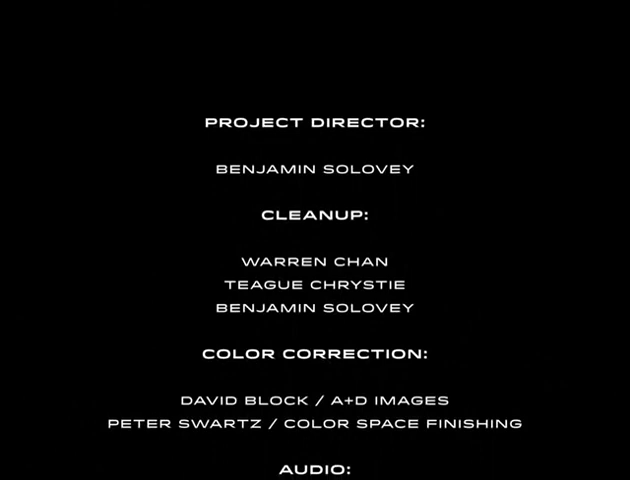 PROJECT DIRECTOR:
BENJAMIN SOLOVEY
CLEANUP:
WARREN CHAN
TEAGUE CHRYSTIE
BENJAMIN SOLOVEY
COLOR CORRECTION:
DAVID BLOCK / A+D IMAGES
PETER SWARTZ / COLOR SPACE FINISHING
AUDIO: